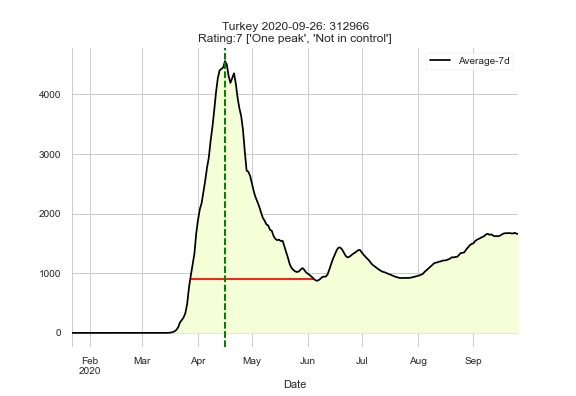 Turkey 2020-09-26: 312966
Rating:7 ['One peak', 'Not in control']
Average-7d
4000
3000
2000
1000
0
Feb Mar Apr May Jun Jul Aug Sep
2020
Date